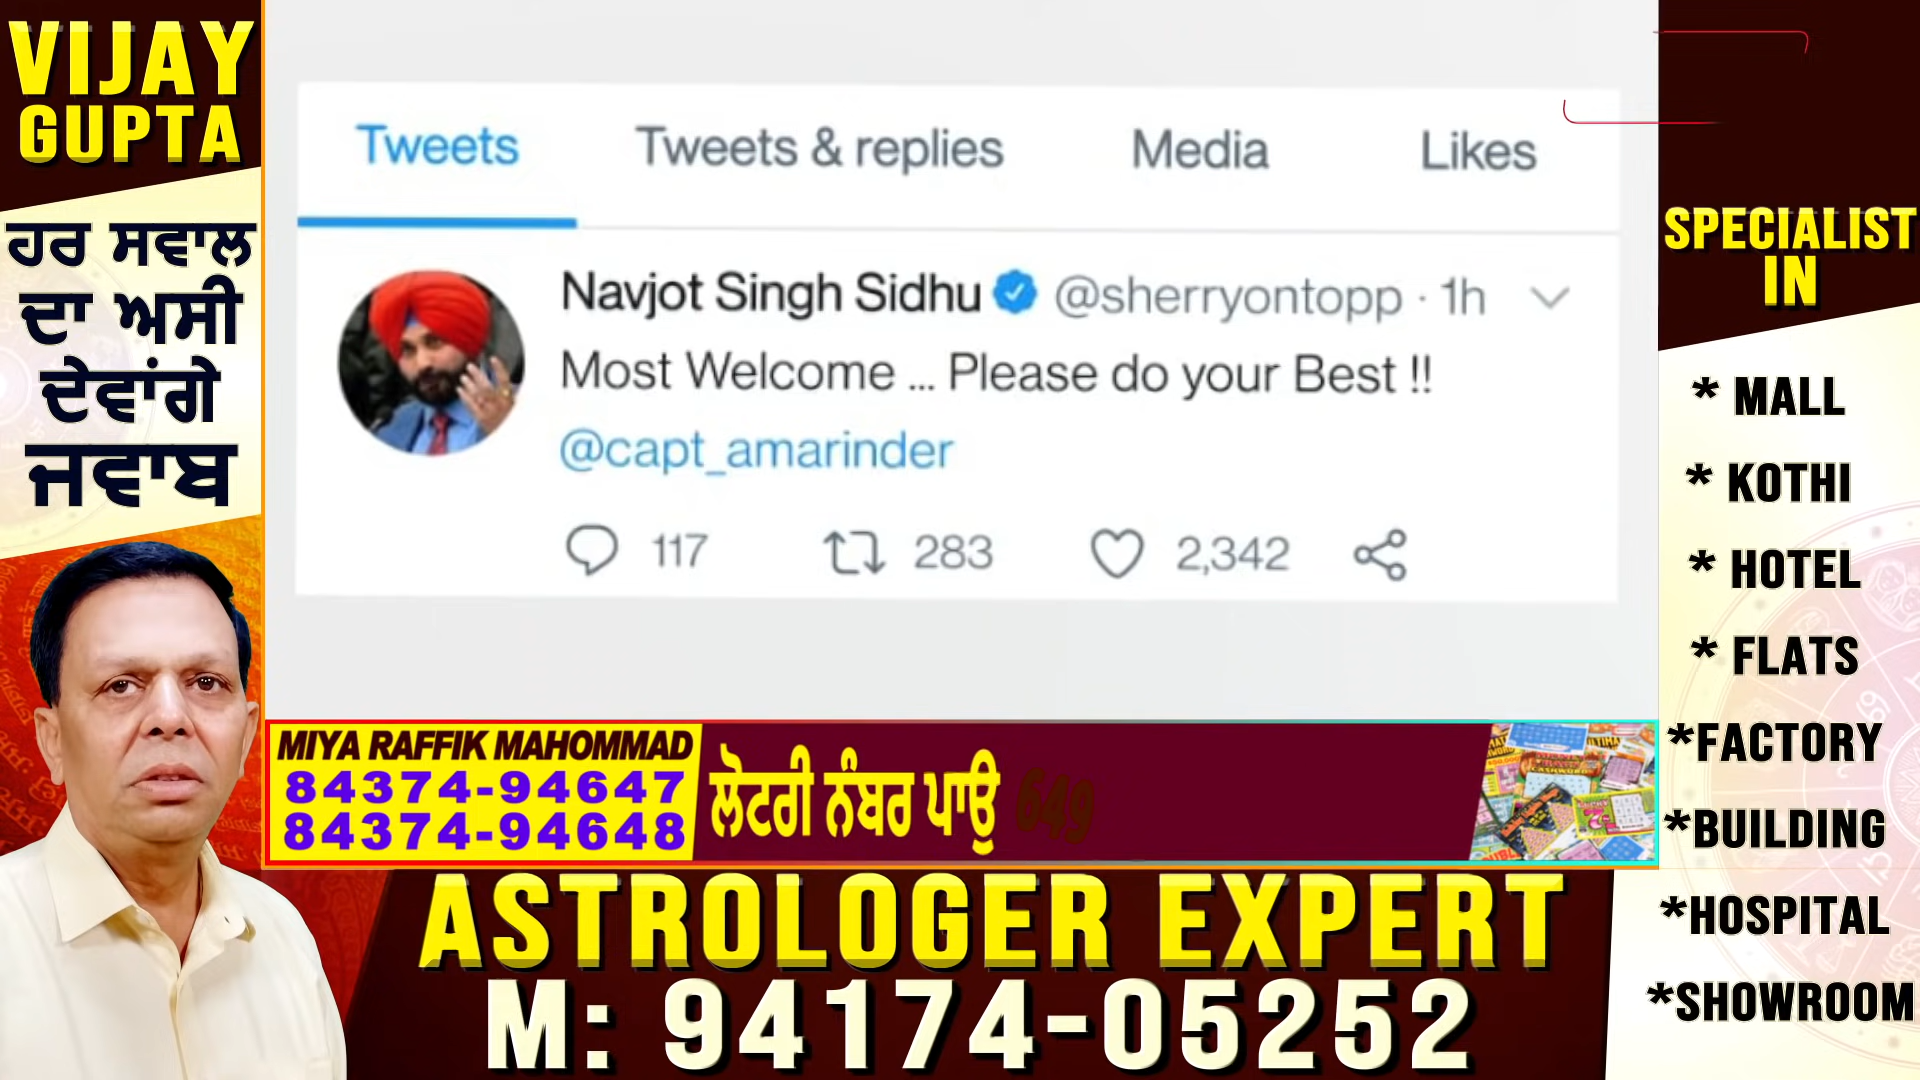 VIJAY
GUPTA
ਹਰ ਸਵਾਲ
ਦਾ ਅਸੀ
ਦੇਵਾਂਗੇ
ਜਵਾਬ
Tweets Tweets & replies Media Likes
Navjot Singh Sidhu @sherryontopp · 1h
Most Welcome ... Please do your Best !!
@capt_amarinder
117 283 2,342
SPECIALIST
IN
* MALL
* KOTHI
* HOTEL
* FLATS
*FACTORY
*BUILDING
*HOSPITAL
*SHOWROOM
MIYA RAFFIK MAHOMMAD
84374-94647
84374-94648
ਲੋਟਰੀ ਨੰਬਰ ਪਾਉ 649
ASTROLOGER EXPERT
M: 94174-05252